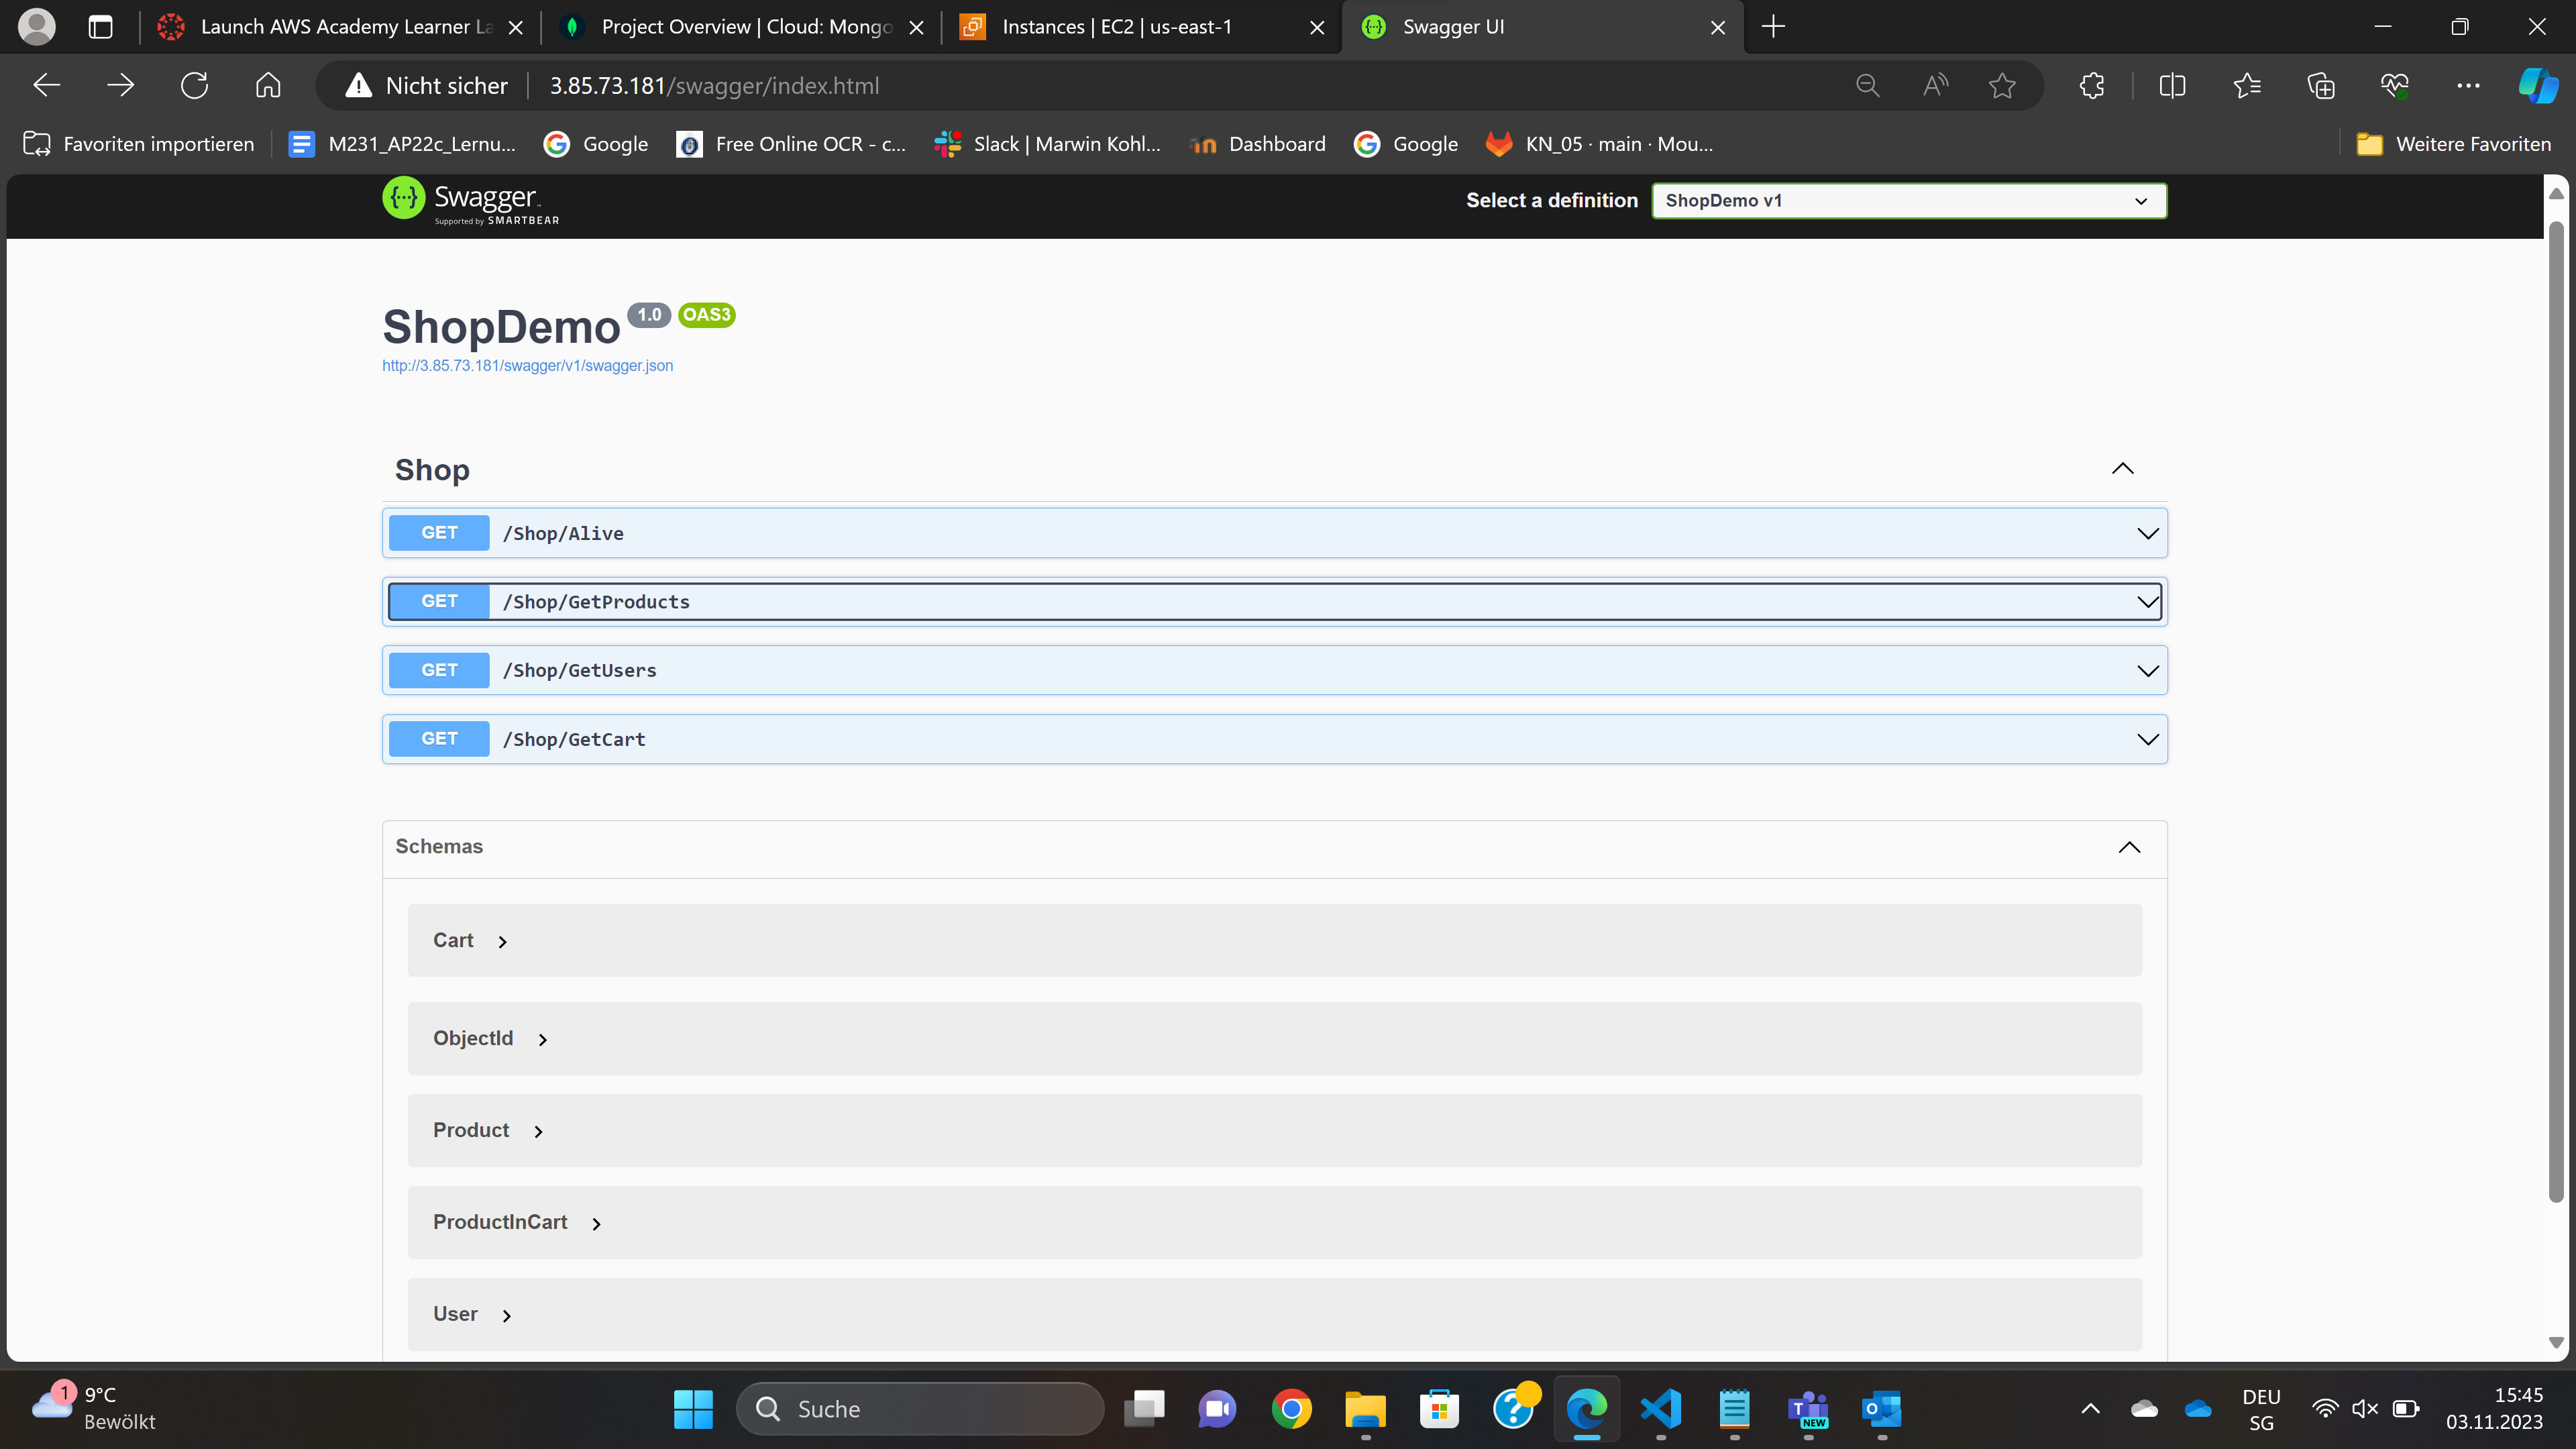 Launch AWS Academy Learner La
Project Overview | Cloud: Mongo
Instances | EC2 | us-east-1
Swagger UI
Nicht sicher
3.85.73.181/swagger/index.html
Favoriten importieren
M231_AP22c_Lernu...
Google
Free Online OCR - c...
Slack | Marwin Kohl...
Dashboard
Google
KN_05 · main · Mou...
Weitere Favoriten
Swagger
Supported by SMARTBEAR
Select a definition
ShopDemo v1
ShopDemo 1.0 OAS3
http://3.85.73.181/swagger/v1/swagger.json
Shop
GET /Shop/Alive
GET /Shop/GetProducts
GET /Shop/GetUsers
GET /Shop/GetCart
Schemas
Cart
ObjectId
Product
ProductInCart
User
1
9°C
Bewölkt
Suche
NEW
DEU
SG
15:45
03.11.2023